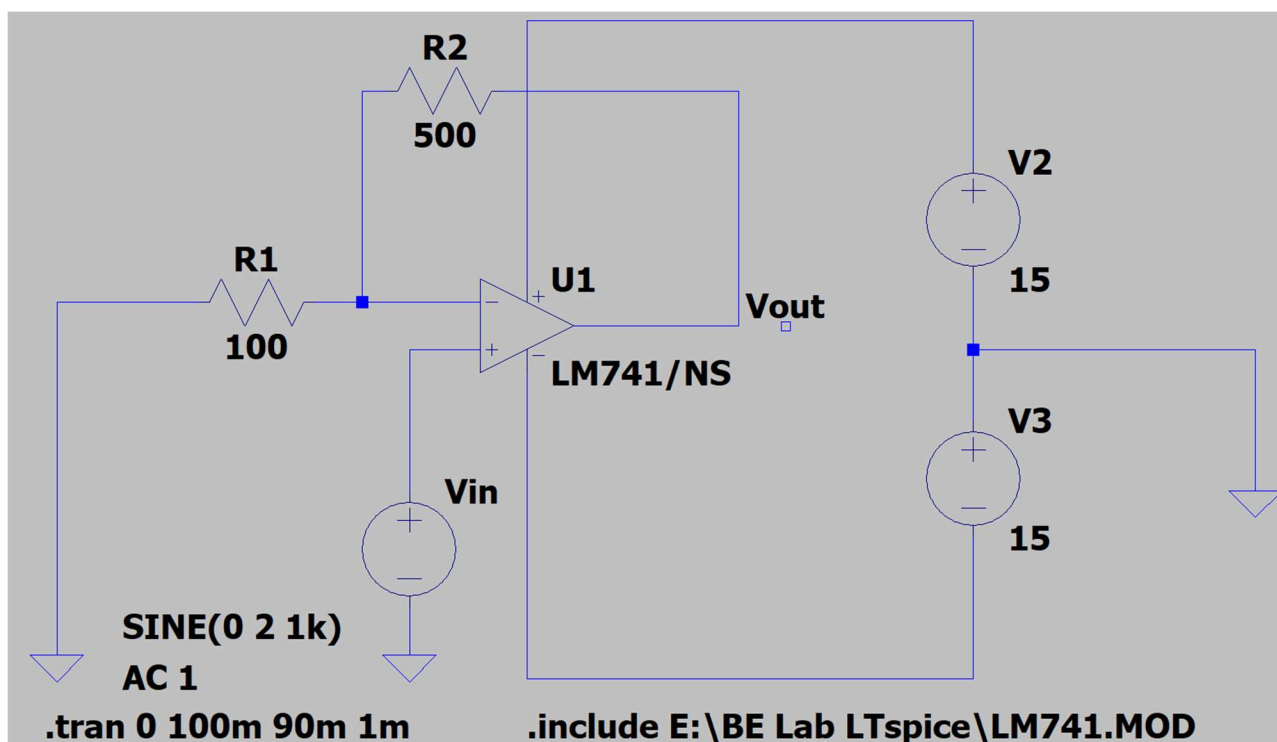 R2
500
V2
15
R1
100
U1
Vout
LM741/NS
V3
15
Vin
SINE(0 2 1k)
AC 1
.tran 0 100m 90m 1m
.include E:\BE Lab LTspice\LM741.MOD